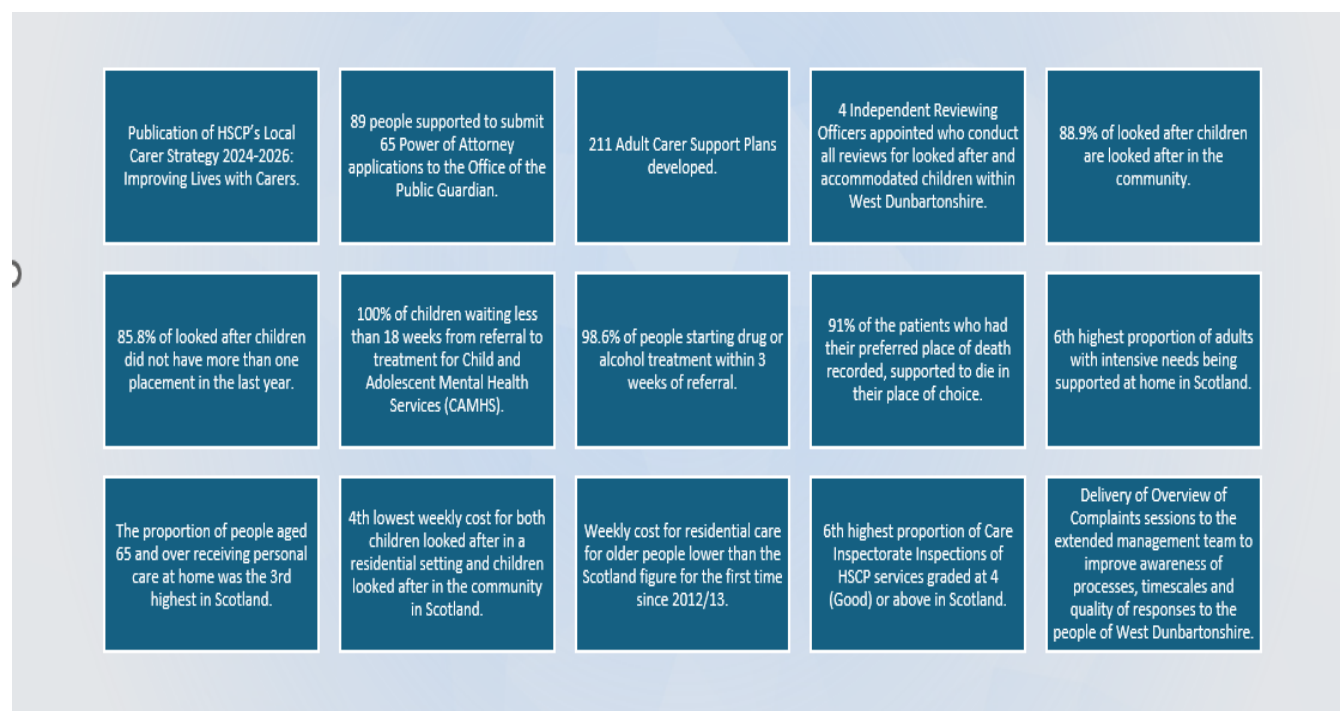 Publication of HSCP's Local
Carer Strategy 2024-2026:
Improving Lives with Carers.
89 people supported to submit
65 Power of Attorney
applications to the Office of the
Public Guardian.
211 Adult Carer Support Plans
developed.
4 Independent Reviewing
Officers appointed who conduct
all reviews for looked after and
accommodated children within
West Dunbartonshire.
88.9% of looked after children
are looked after in the
community.
85.8% of looked after children
did not have more than one
placement in the last year.
100% of children waiting less
than 18 weeks from referral to
treatment for Child and
Adolescent Mental Health
Services (CAMHS).
98.6% of people starting drug or
alcohol treatment within 3
weeks of referral.
91% of the patients who had
their preferred place of death
recorded, supported to die in
their place of choice.
6th highest proportion of adults
with intensive needs being
supported at home in Scotland.
The proportion of people aged
65 and over receiving personal
care at home was the 3rd
highest in Scotland.
4th lowest weekly cost for both
children looked after in a
residential setting and children
looked after in the community
in Scotland.
Weekly cost for residential care
for older people lower than the
Scotland figure for the first time
since 2012/13.
6th highest proportion of Care
Inspectorate Inspections of
HSCP services graded at 4
(Good) or above in Scotland.
Delivery of Overview of
Complaints sessions to the
extended management team to
improve awareness of
processes, timescales and
quality of responses to the
people of West Dunbartonshire.